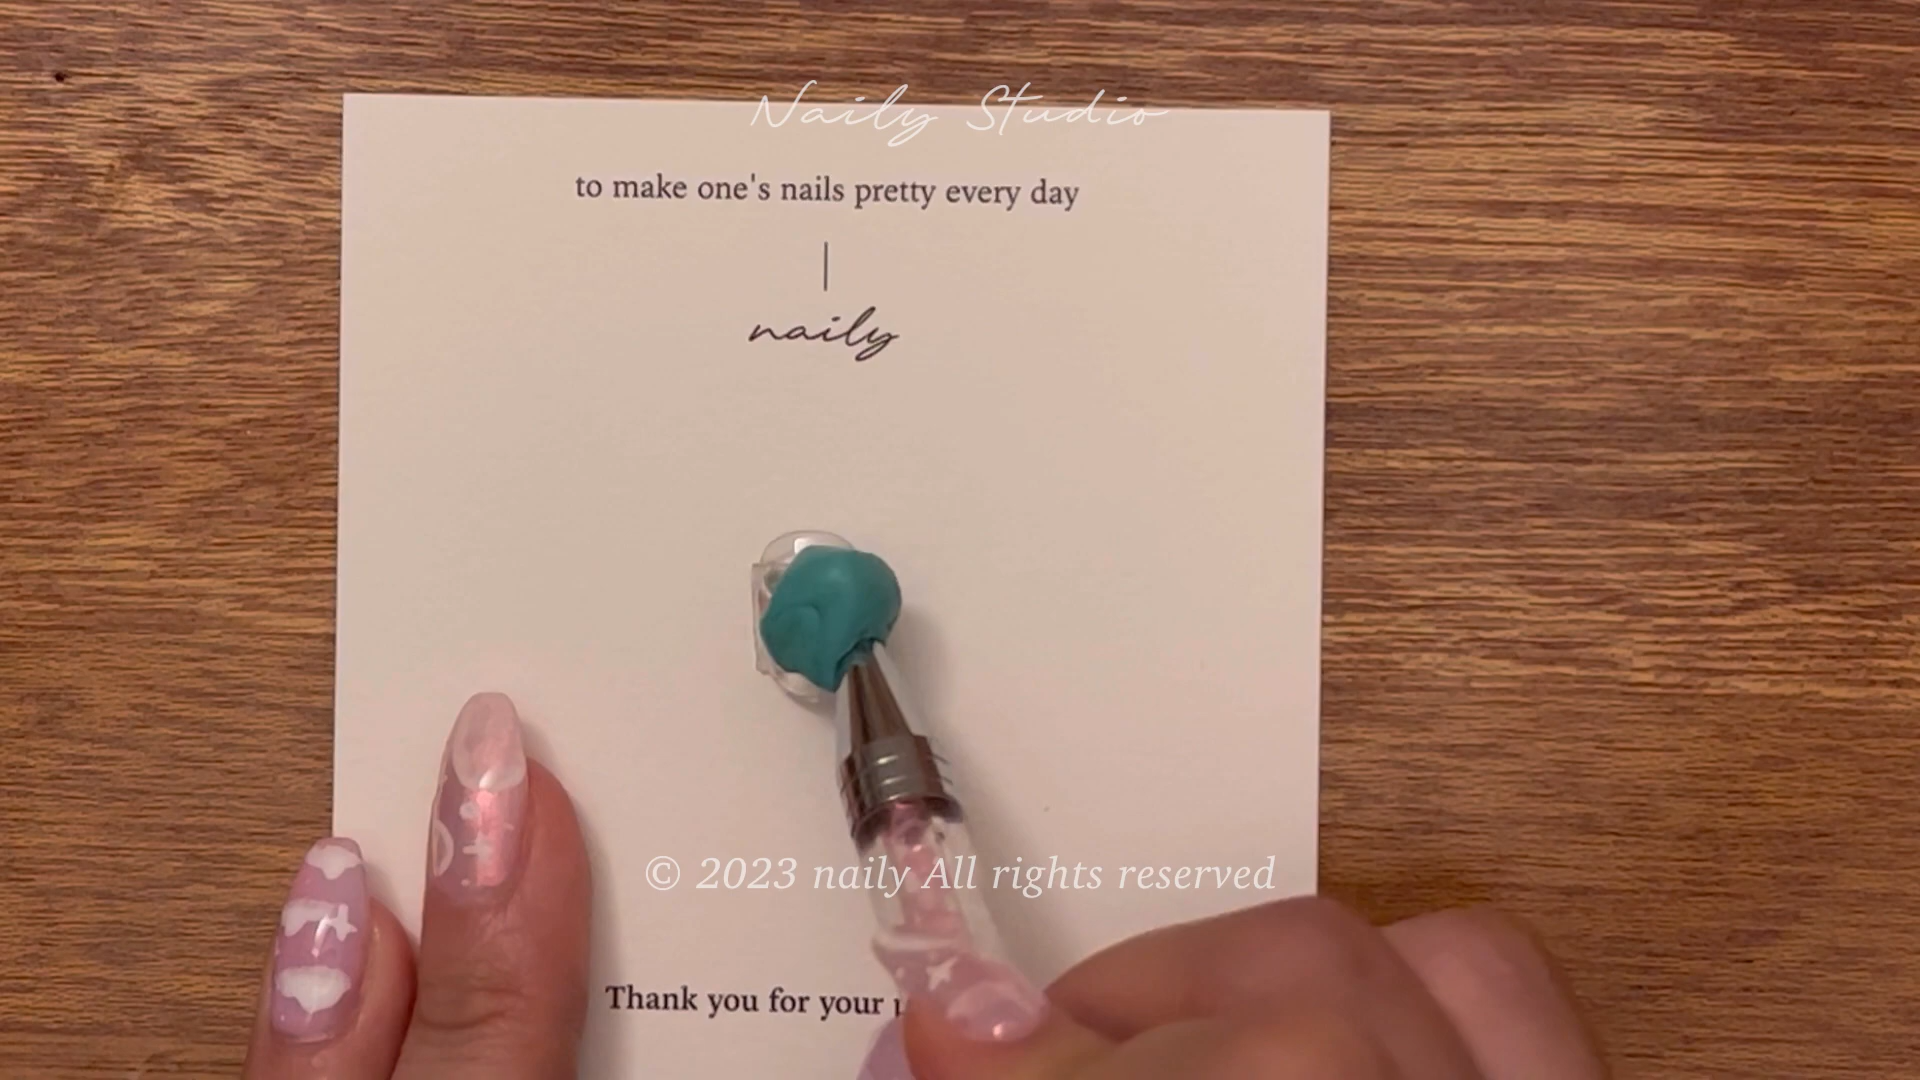 Naily Studio
to make one's nails pretty every day
naily
© 2023 naily All rights reserved
Thank you for your